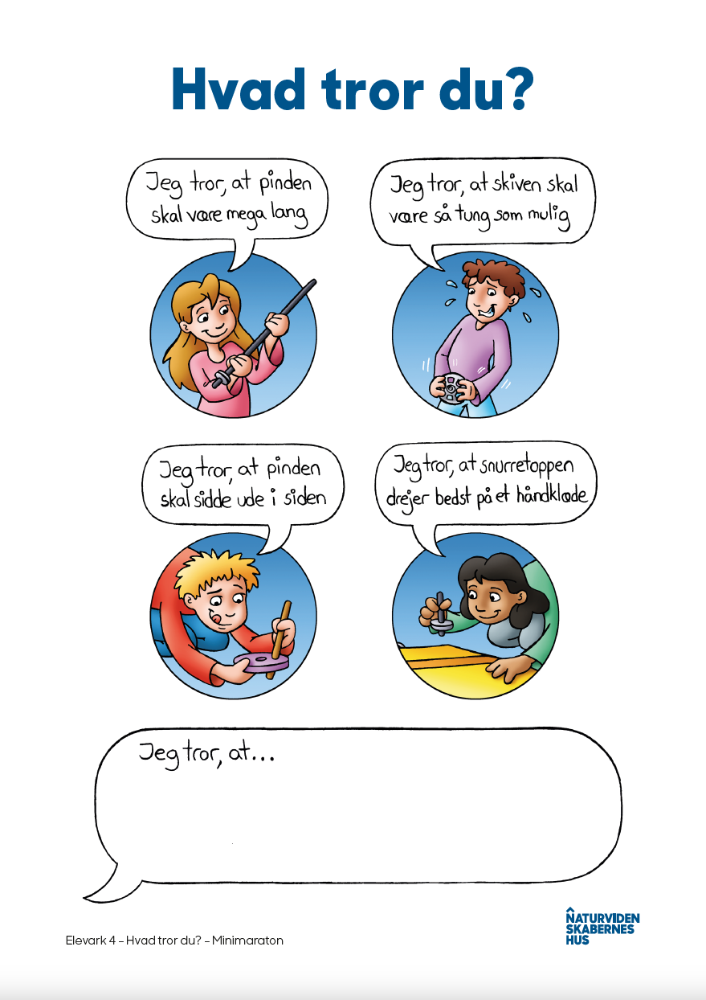 Hvad tror du?
Jeg tror, at pinden
skal være mega lang
Jeg tror, at skiven skal
være så tung som mulig
Jeg tror, at pinden
skal sidde ude i siden
Jeg tror, at snurretoppen
drejer bedst på et håndklæde
Jeg tror, at...
Elevark 4 – Hvad tror du? – Minimaraton
NATURVIDEN
SKABERNES
HUS